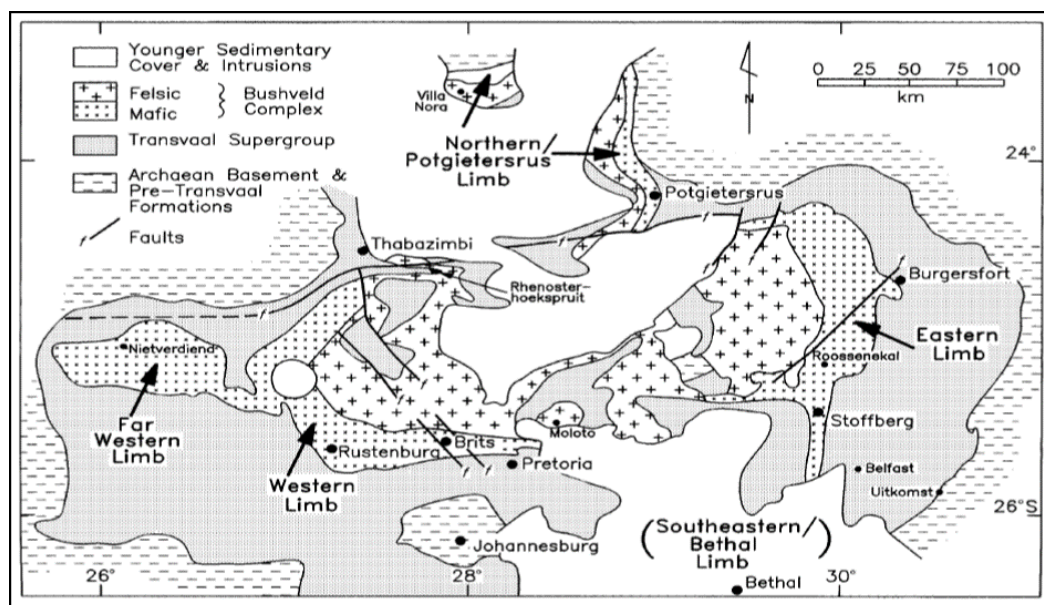 Younger Sedimentary
Cover & Intrusions
Felsic
Mafic
Bushveld
Complex
Transvaal Supergroup
Archaean Basement &
Pre-Transvaal
Formations
f
Faults
Villa
Nora
Northern/
Potgietersrus
Limb
N
0 25 50 75 100
km
24°
Potgietersrus
Thabazimbi
f
Rhenoster-
hoekspruit
f
f
f
Burgersfort
Eastern
Limb
Nietverdiend
Roossenekal
Far
Western
Limb
f
Stoffberg
Moloto
Rustenburg
Brits
f
f
Pretoria
Western
Limb
Belfast
Uitkomst
26°S
(Southeastern/
Bethal
Limb)
Johannesburg
26°
28°
30°
Bethal